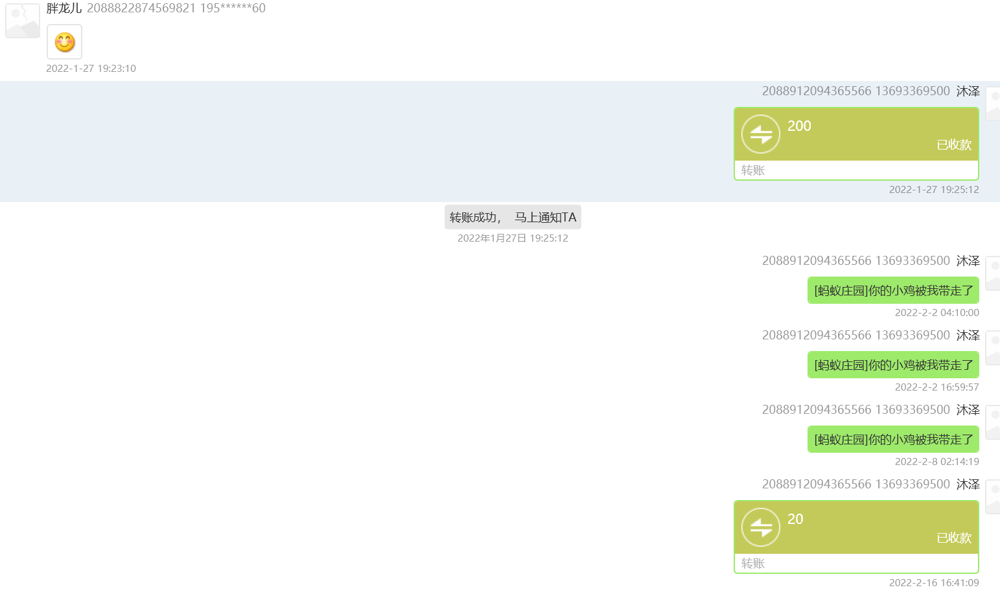 胖龙儿 2088822874569821 195******60
2022-1-27 19:23:10
2088912094365566 13693369500 沐泽
200
已收款
转账
2022-1-27 19:25:12
转账成功， 马上通知TA
2022年1月27日 19:25:12
2088912094365566 13693369500 沐泽
[蚂蚁庄园]你的小鸡被我带走了
2022-2-2 04:10:00
2088912094365566 13693369500 沐泽
[蚂蚁庄园]你的小鸡被我带走了
2022-2-2 16:59:57
2088912094365566 13693369500 沐泽
[蚂蚁庄园]你的小鸡被我带走了
2022-2-8 02:14:19
2088912094365566 13693369500 沐泽
20
已收款
转账
2022-2-16 16:41:09